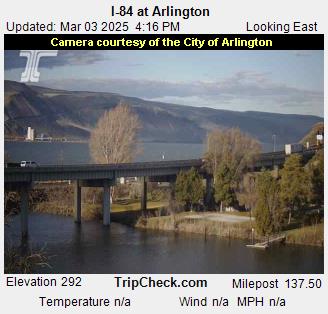 I-84 at Arlington
Updated: Mar 03 2025 4:16 PM Looking East
Camera courtesy of the City of Arlington
Elevation 292 TripCheck.com Milepost 137.50
Temperature n/a Wind n/a MPH n/a